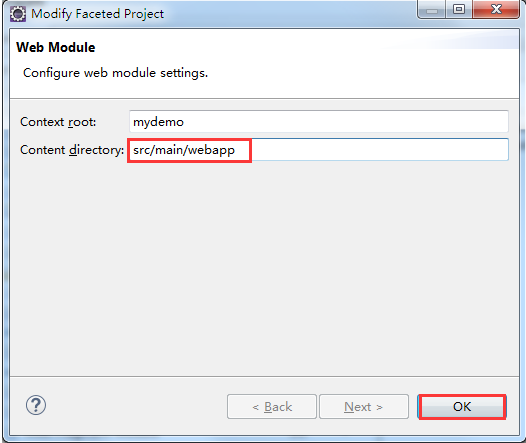 Modify Faceted Project
Web Module
Configure web module settings.
Context root: mydemo
Content directory: src/main/webapp
? < Back Next > OK